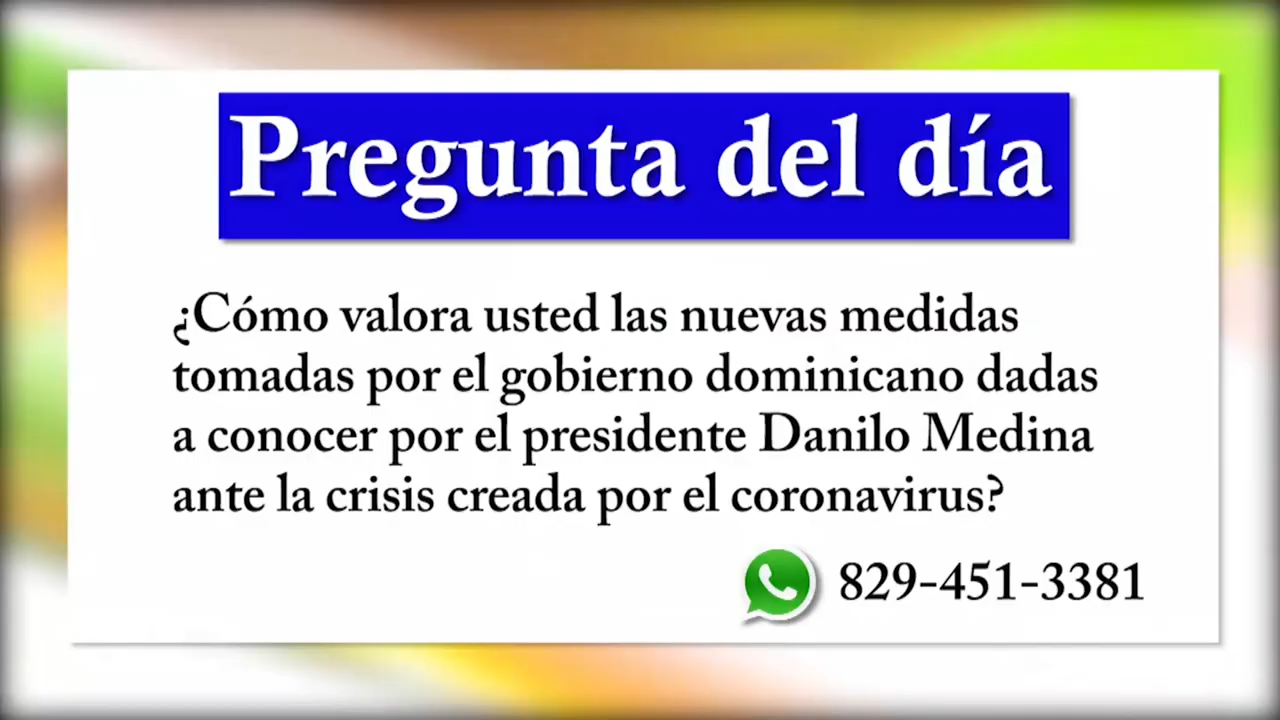 Pregunta del día
¿Cómo valora usted las nuevas medidas
tomadas por el gobierno dominicano dadas
a conocer por el presidente Danilo Medina
ante la crisis creada por el coronavirus?
829-451-3381